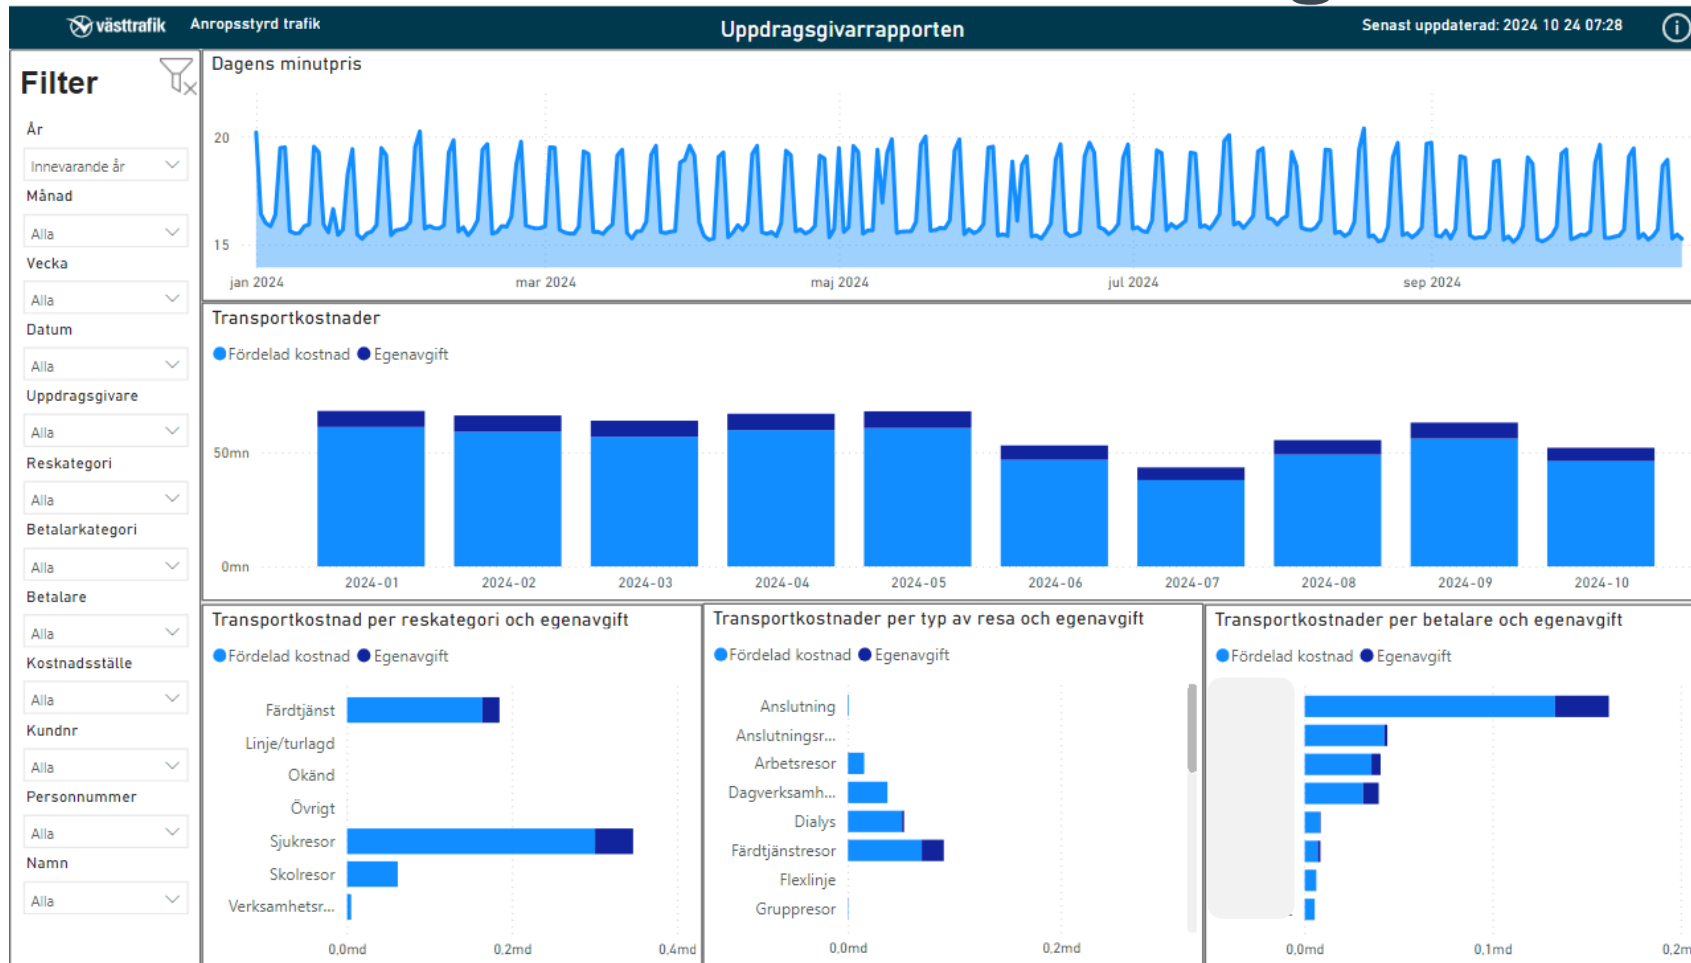 västtrafik
Anropsstyrd trafik
Uppdragsgivarrapporten
Senast uppdaterad: 2024 10 24 07:28
Filter
År
Innevarande år
Månad
Alla
Vecka
Alla
Datum
Alla
Uppdragsgivare
Alla
Reskategori
Alla
Betalarkategori
Alla
Betalare
Alla
Kostnadsställe
Alla
Kundnr
Alla
Personnummer
Alla
Namn
Alla
Dagens minutpris
20
15
jan 2024 mar 2024 maj 2024 jul 2024 sep 2024
Transportkostnader
Fördelad kostnad Egenavgift
50mn
0mn
2024-01 2024-02 2024-03 2024-04 2024-05 2024-06 2024-07 2024-08 2024-09 2024-10
Transportkostnad per reskategori och egenavgift
Fördelad kostnad Egenavgift
Färdtjänst
Linje/turlagd
Okänd
Övrigt
Sjukresor
Skolresor
Verksamhetsr...
0,0md 0,2md 0,4md
Transportkostnader per typ av resa och egenavgift
Fördelad kostnad Egenavgift
Anslutning
Anslutningsr...
Arbetsresor
Dagverksamh...
Dialys
Färdtjänstresor
Flexlinje
Gruppresor
0,0md 0,2md
Transportkostnader per betalare och egenavgift
Fördelad kostnad Egenavgift
0,0md 0,1md 0,2m